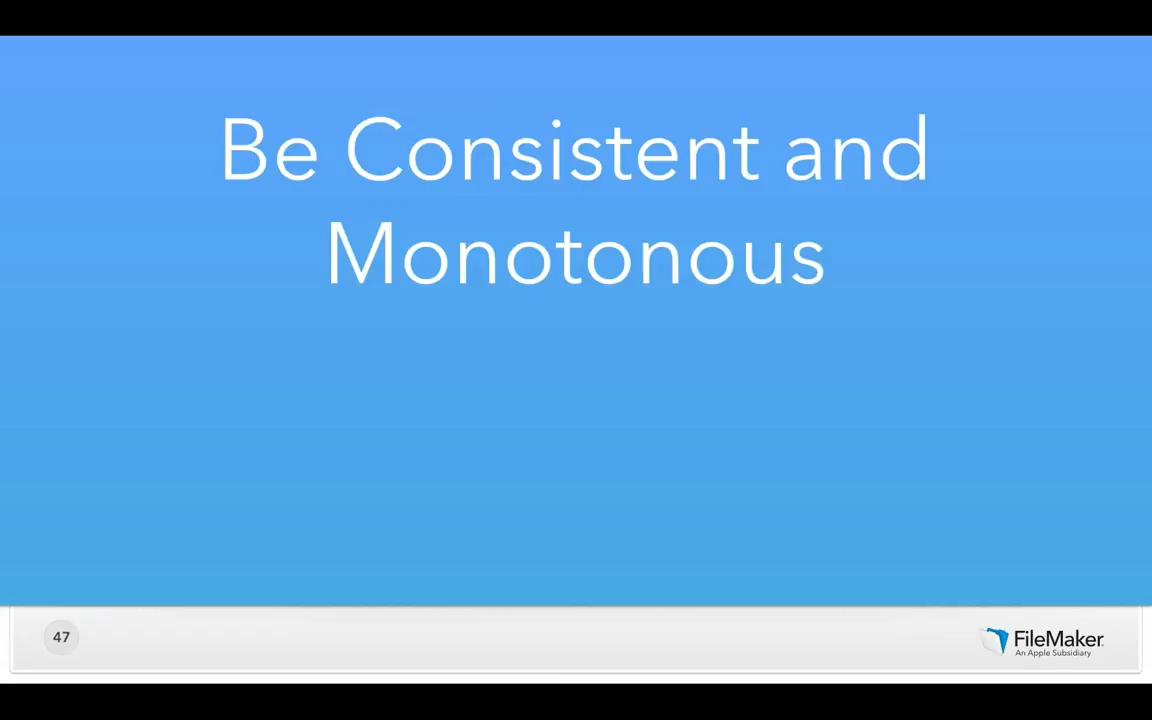 Be Consistent and
Monotonous
47
FileMaker
An Apple Subsidiary